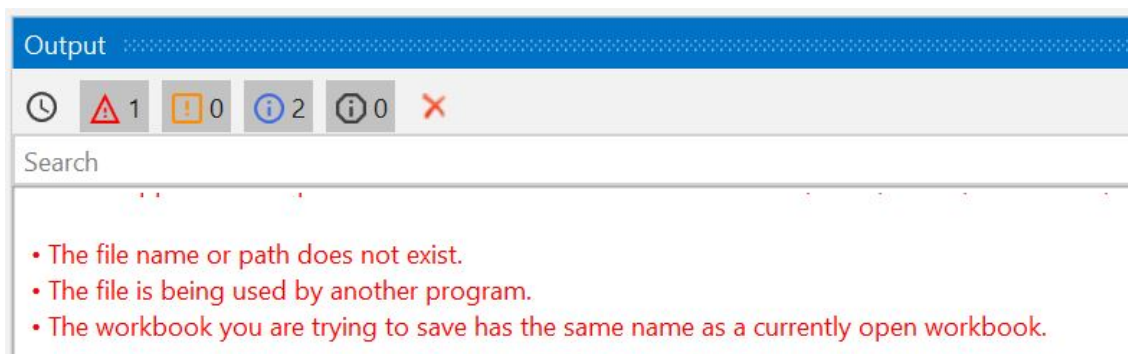 Output
1 0 2 0
Search
• The file name or path does not exist.
• The file is being used by another program.
• The workbook you are trying to save has the same name as a currently open workbook.